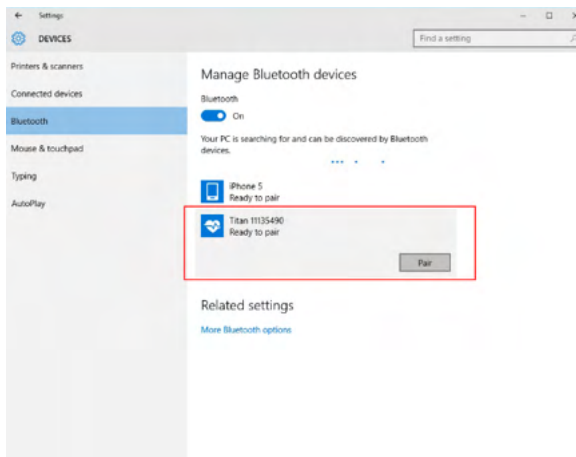 Settings
DEVICES
Find a setting
Printers & scanners
Connected devices
Bluetooth
Mouse & touchpad
Typing
AutoPlay
Manage Bluetooth devices
Bluetooth
On
Your PC is searching for and can be discovered by Bluetooth
devices.
iPhone 5
Ready to pair
Titan 11135490
Ready to pair
Pair
Related settings
More Bluetooth options